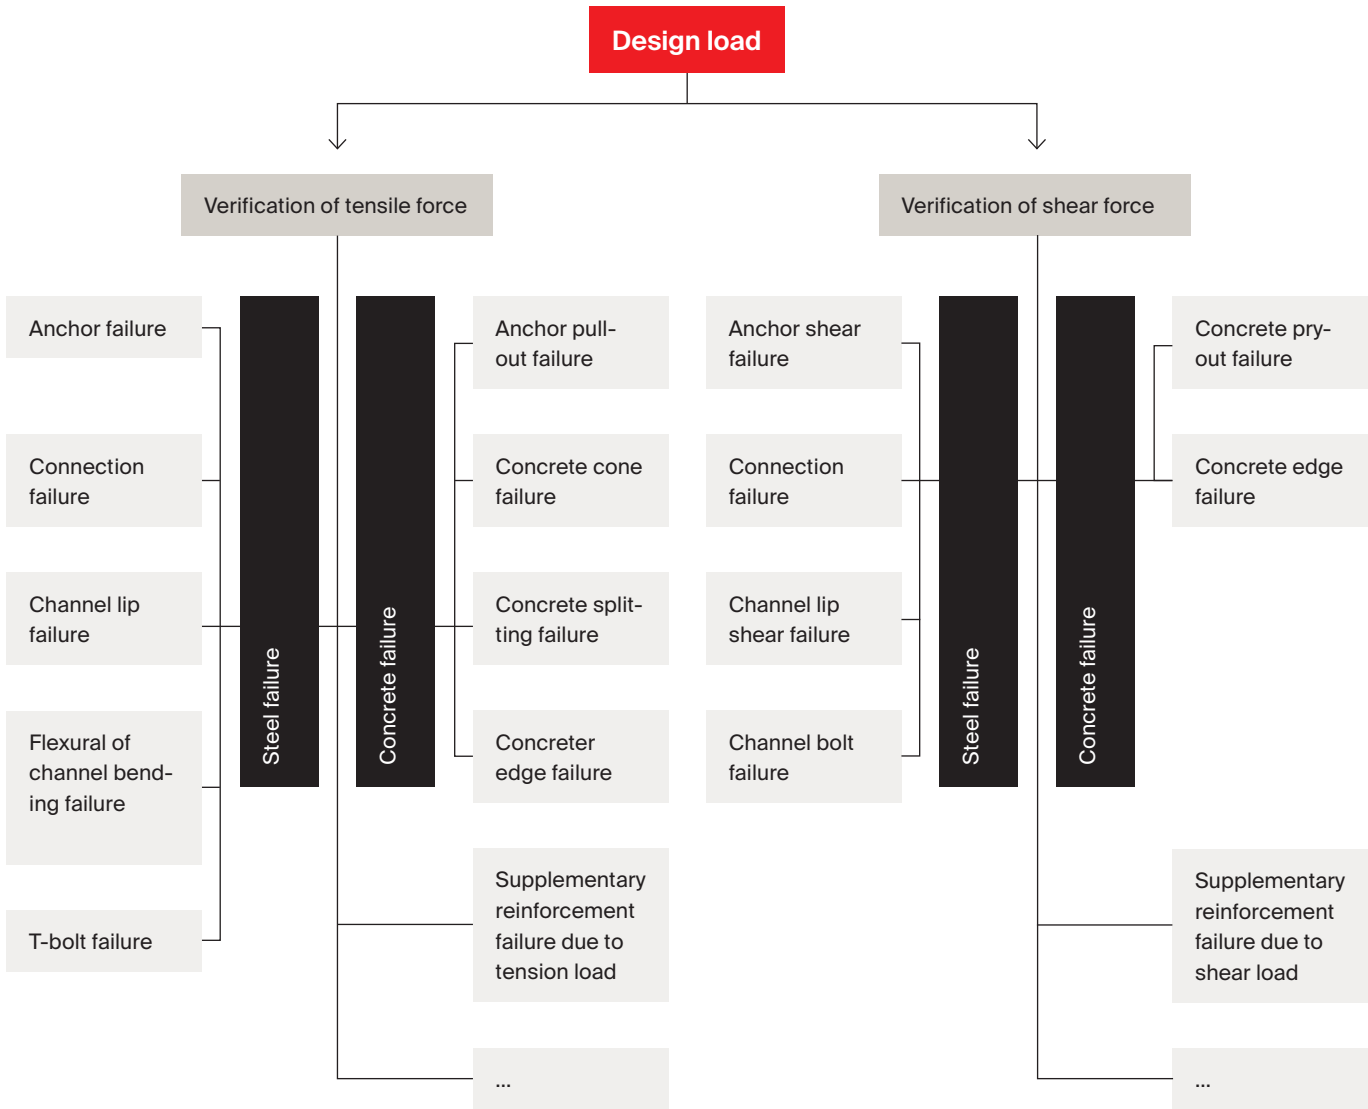 Design load
Verification of tensile force
Verification of shear force
Anchor failure
Connection
failure
Channel lip
failure
Flexural of
channel bend-
ing failure
T-bolt failure
Steel failure
Concrete failure
Anchor pull-
out failure
Concrete cone
failure
Concrete split-
ting failure
Concreter
edge failure
Supplementary
reinforcement
failure due to
tension load
...
Anchor shear
failure
Connection
failure
Channel lip
shear failure
Channel bolt
failure
Steel failure
Concrete failure
Concrete pry-
out failure
Concrete edge
failure
Supplementary
reinforcement
failure due to
shear load
...